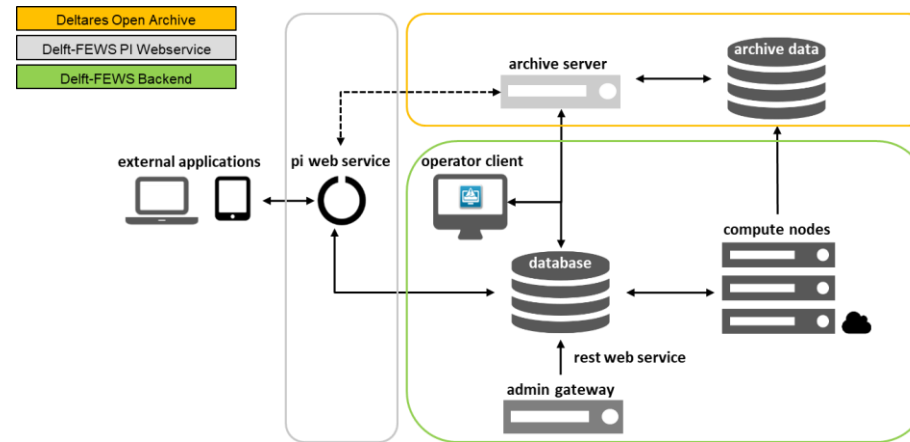 Deltares Open Archive
Delft-FEWS PI Webservice
Delft-FEWS Backend
archive server
archive data
external applications
pi web service
operator client
compute nodes
database
rest web service
admin gateway